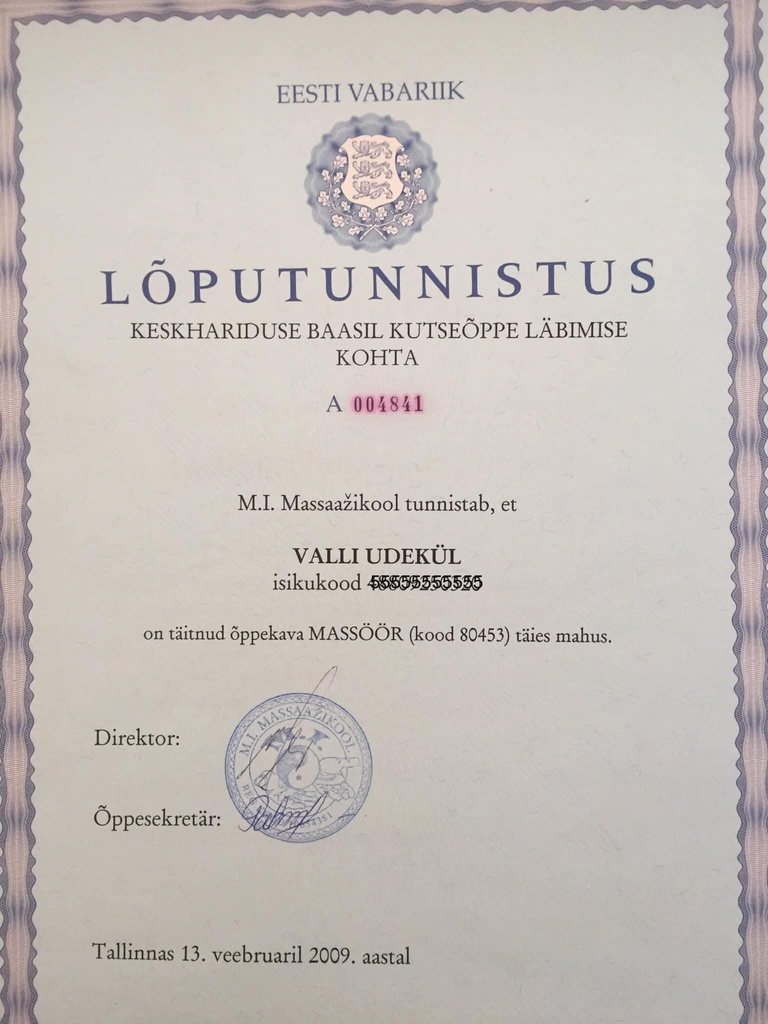 EESTI VABARIIK
LÕPUTUNNISTUS
KESKHARIDUSE BAASIL KUTSEÕPPE LÄBIMISE
KOHTA
A 004841
M.I. Massaažikool tunnistab, et
VALLI UDEKÜL
isikukood
on täitnud õppekava MASSÖÖR (kood 80453) täies mahus.
Direktor:
M.I. MASSAAŽIKOOL
Õppesekretär:
Tallinnas 13. veebruaril 2009. aastal